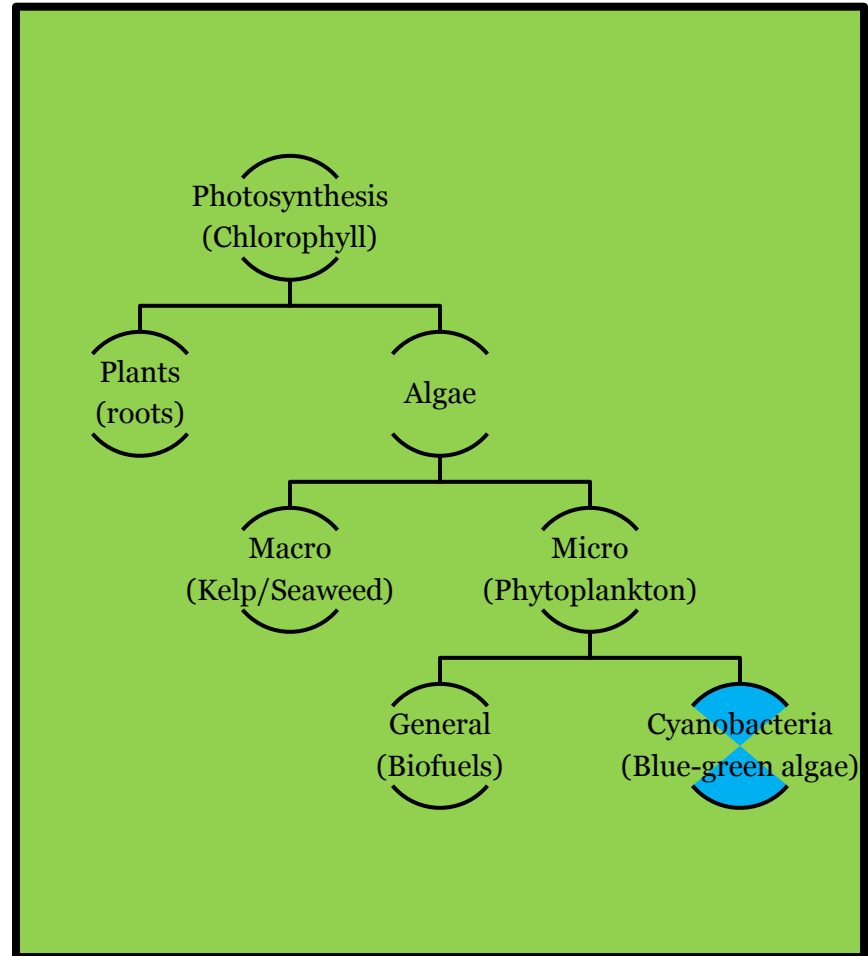 Photosynthesis
(Chlorophyll)
Plants
(roots)
Algae
Macro
(Kelp/Seaweed)
Micro
(Phytoplankton)
General
(Biofuels)
Cyanobacteria
(Blue-green algae)